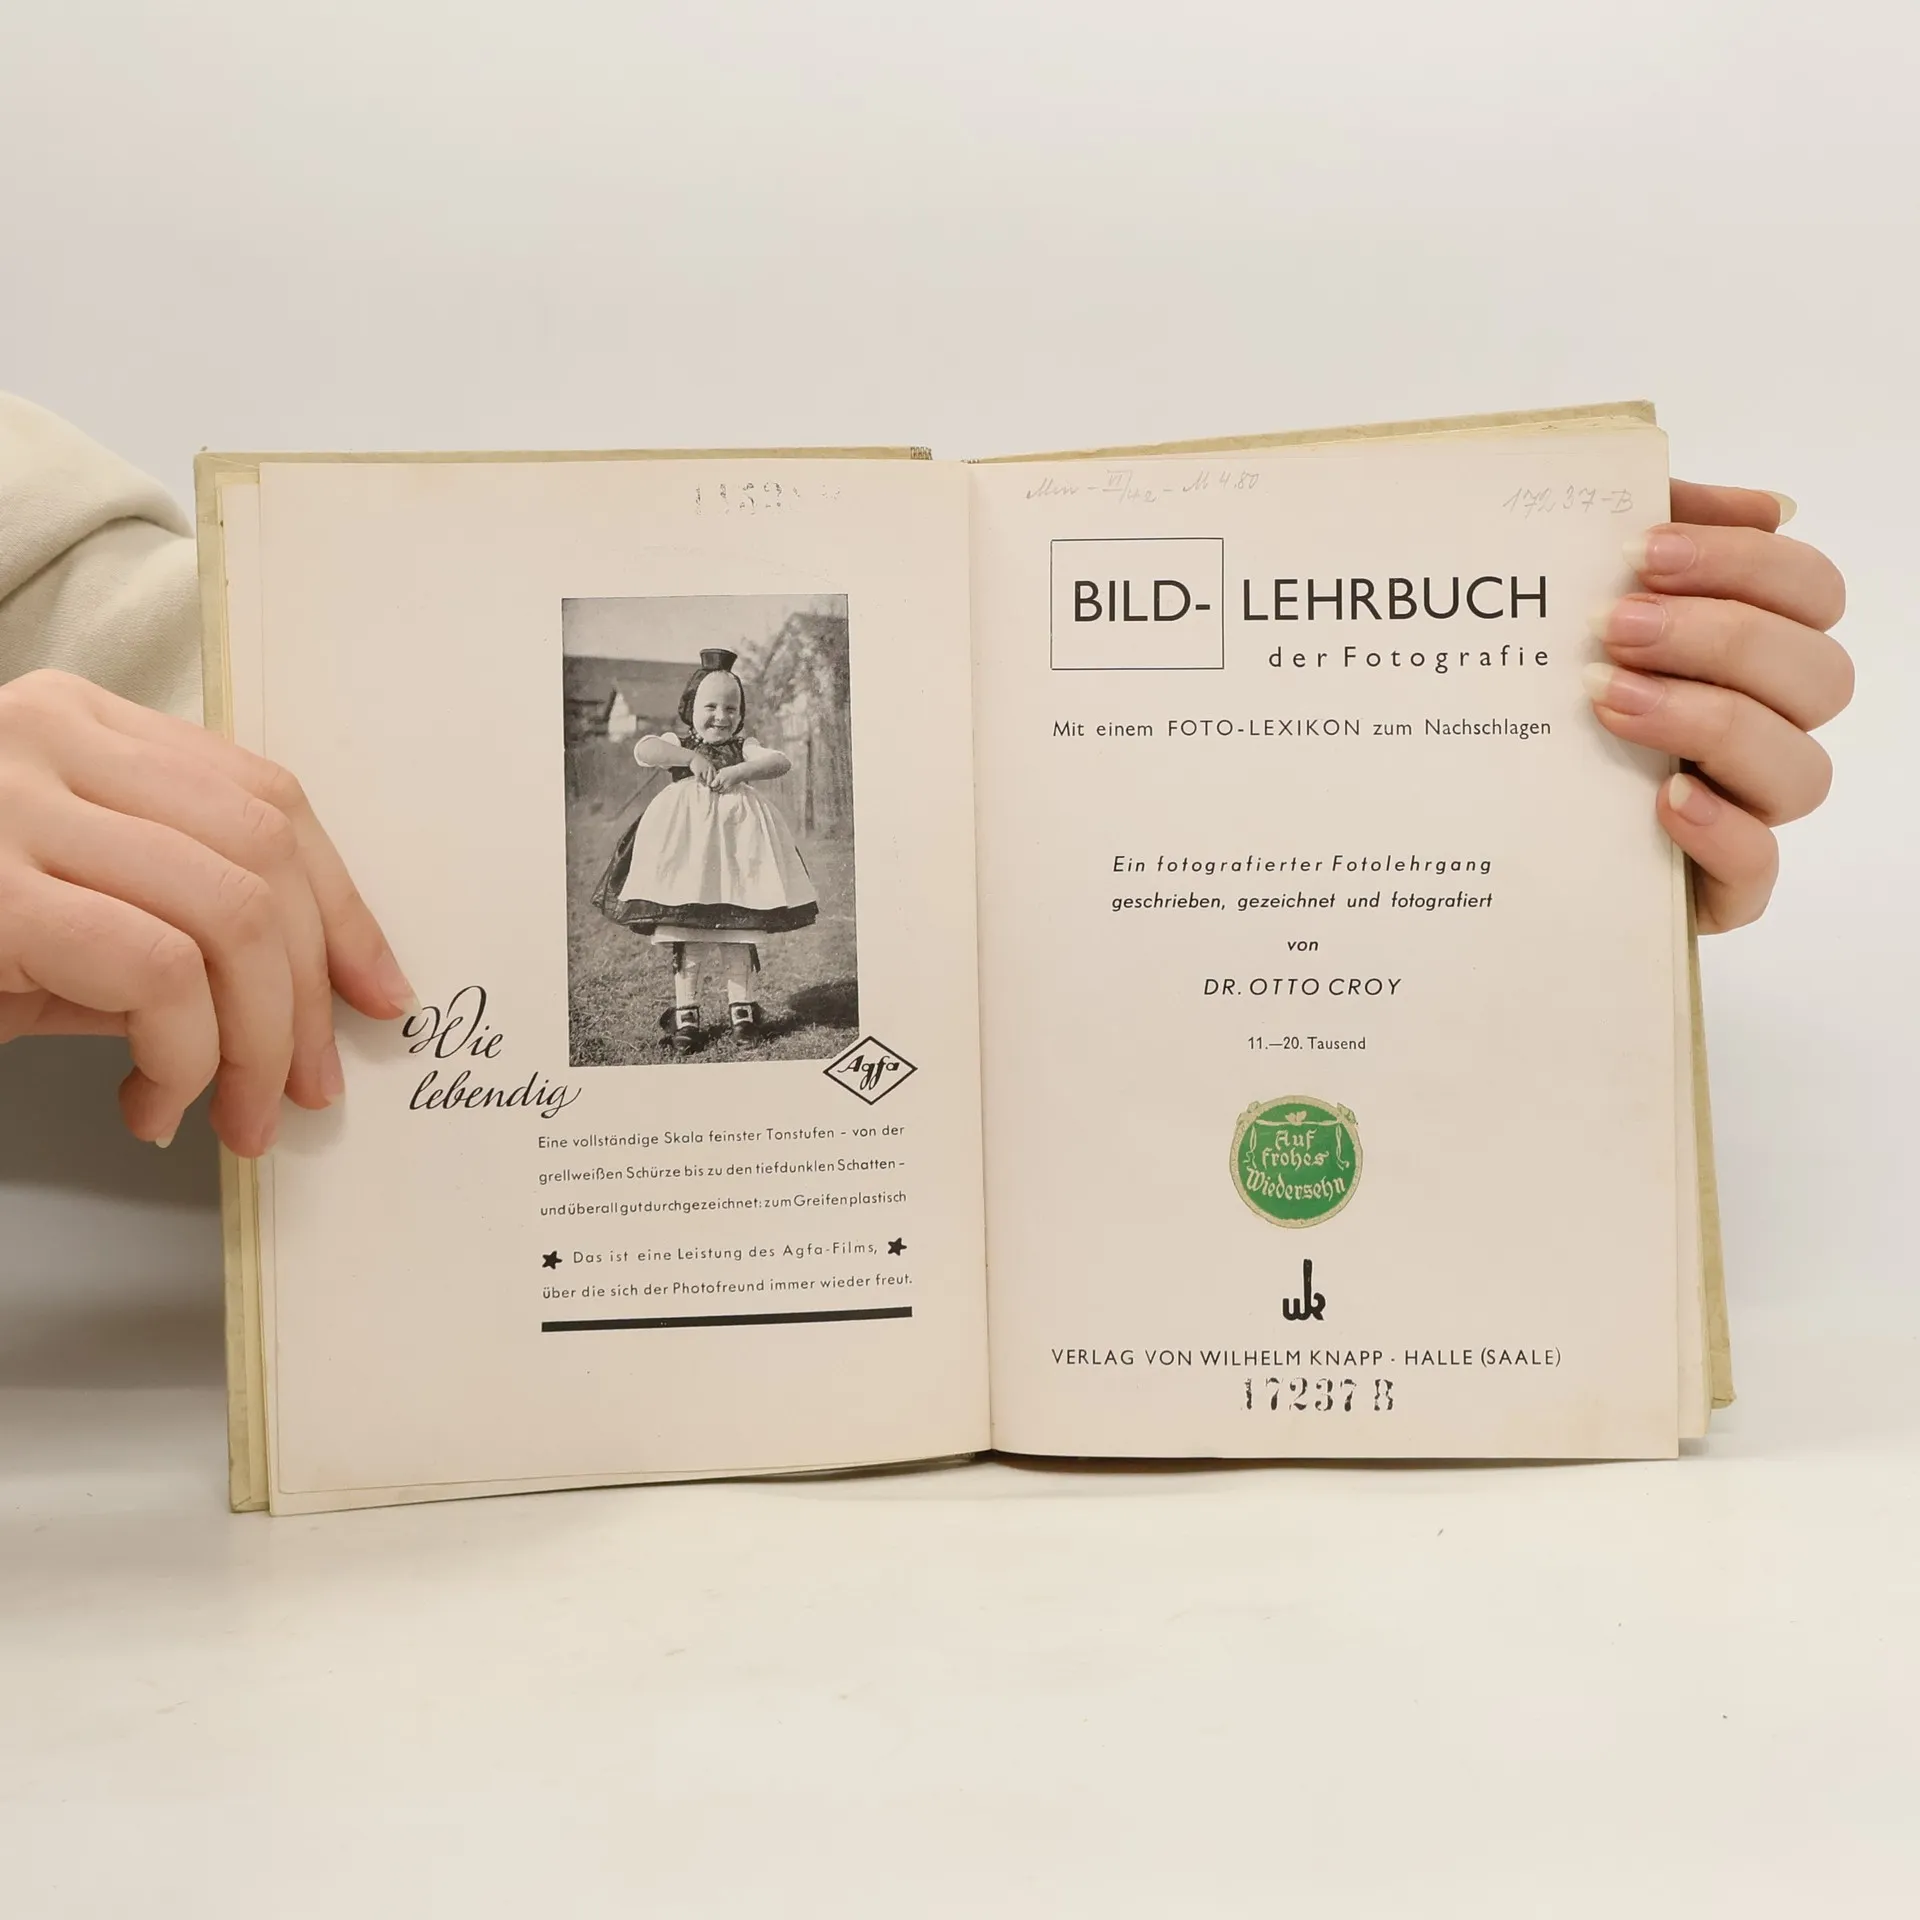 Wie
lebendig
Agfa
Eine vollständige Skala feinster Tonstufen – von der
grellweißen Schürze bis zu den tiefdunklen Schatten –
und überall gut durchgezeichnet: zum Greifen plastisch
Das ist eine Leistung des Agfa-Films,
über die sich der Photofreund immer wieder freut.
M 4.80
17237-B
BILD-LEHRBUCH
der Fotografie
Mit einem FOTO-LEXIKON zum Nachschlagen
Ein fotografierter Fotolehrgang
geschrieben, gezeichnet und fotografiert
von
DR. OTTO CROY
11.—20. Tausend
Auf
frohes
Wiedersehn
wk
VERLAG VON WILHELM KNAPP · HALLE (SAALE)
17237 B